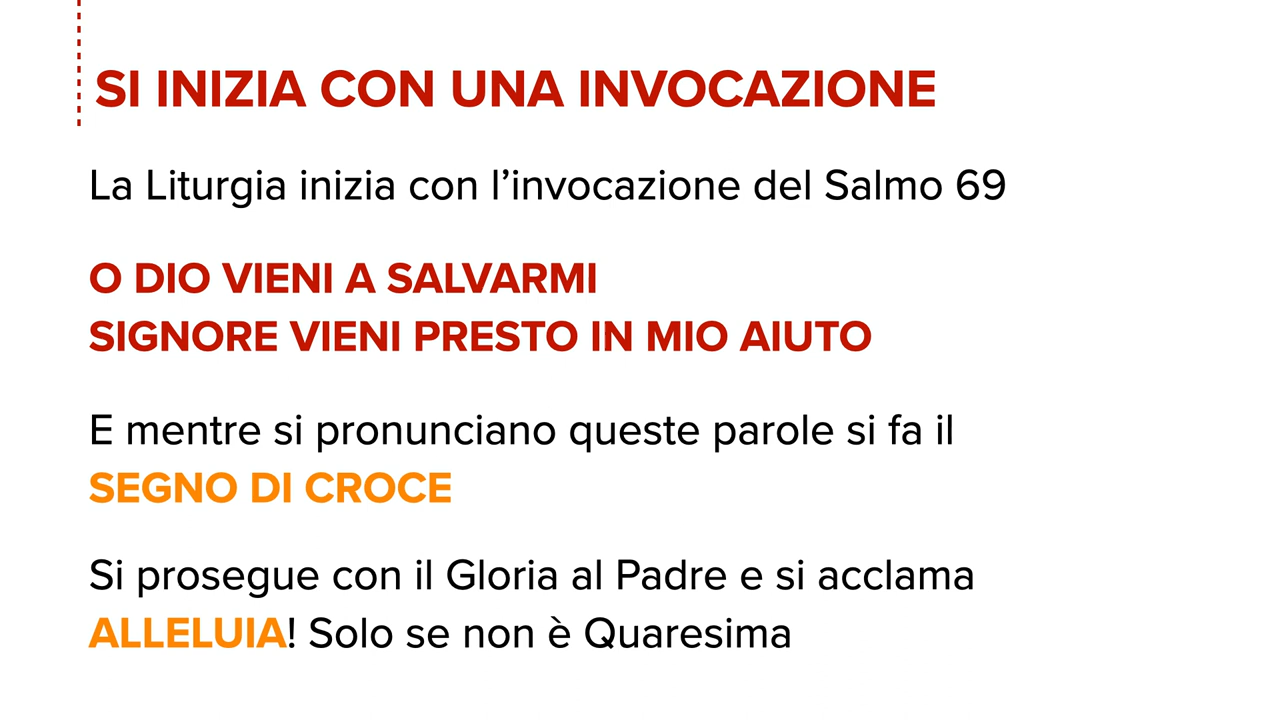 SI INIZIA CON UNA INVOCAZIONE
La Liturgia inizia con l’invocazione del Salmo 69
O DIO VIENI A SALVARMI
SIGNORE VIENI PRESTO IN MIO AIUTO
E mentre si pronunciano queste parole si fa il
SEGNO DI CROCE
Si prosegue con il Gloria al Padre e si acclama
ALLELUIA! Solo se non è Quaresima